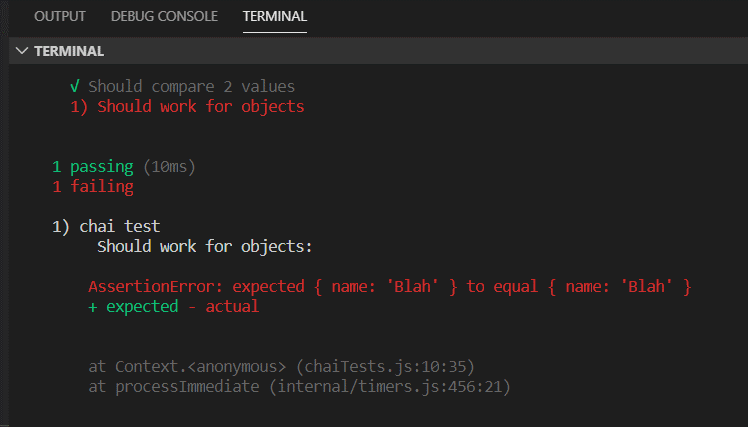 OUTPUT DEBUG CONSOLE TERMINAL
TERMINAL
√ Should compare 2 values
1) Should work for objects
1 passing (10ms)
1 failing
1) chai test
Should work for objects:
AssertionError: expected { name: 'Blah' } to equal { name: 'Blah' }
+ expected - actual
at Context.<anonymous> (chaiTests.js:10:35)
at processImmediate (internal/timers.js:456:21)